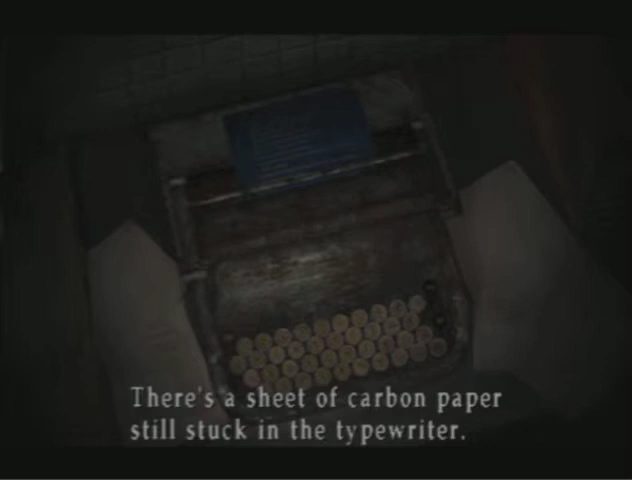 There's a sheet of carbon paper
still stuck in the typewriter.